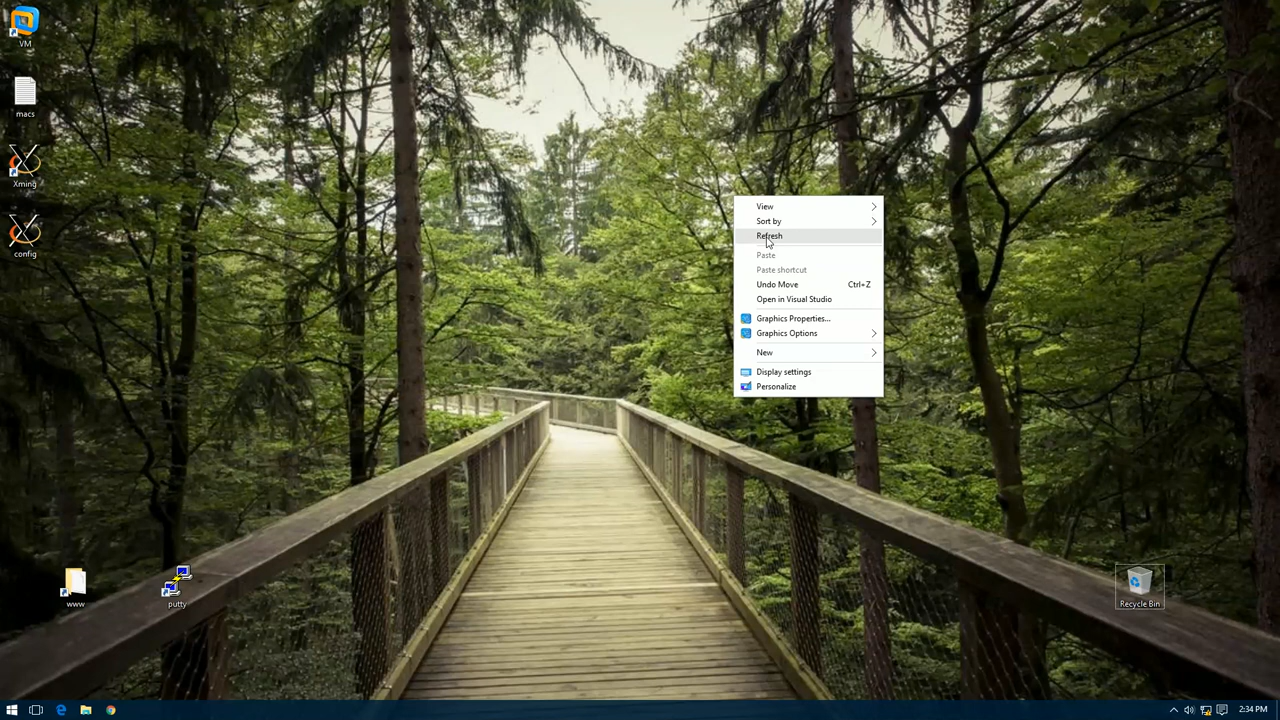 VM
macs
Xming
config
www
putty
View
Sort by
Refresh
Paste
Paste shortcut
Undo Move Ctrl+Z
Open in Visual Studio
Graphics Properties...
Graphics Options
New
Display settings
Personalize
Recycle Bin
2:34 PM